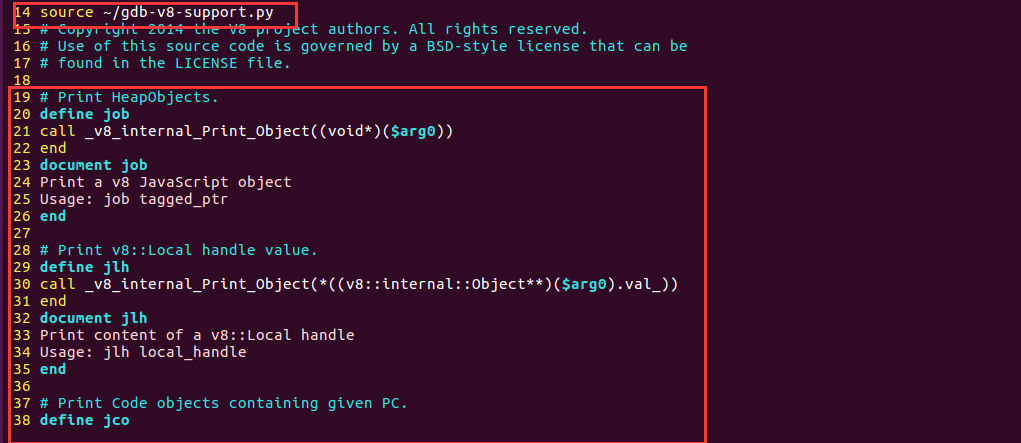 14 source ~/gdb-v8-support.py
15 # Copyright 2014 the V8 project authors. All rights reserved.
16 # Use of this source code is governed by a BSD-style license that can be
17 # found in the LICENSE file.
18
19 # Print HeapObjects.
20 define job
21 call _v8_internal_Print_Object((void*)($arg0))
22 end
23 document job
24 Print a v8 JavaScript object
25 Usage: job tagged_ptr
26 end
27
28 # Print v8::Local handle value.
29 define jlh
30 call _v8_internal_Print_Object(*((v8::internal::Object**)($arg0).val_))
31 end
32 document jlh
33 Print content of a v8::Local handle
34 Usage: jlh local_handle
35 end
36
37 # Print Code objects containing given PC.
38 define jco